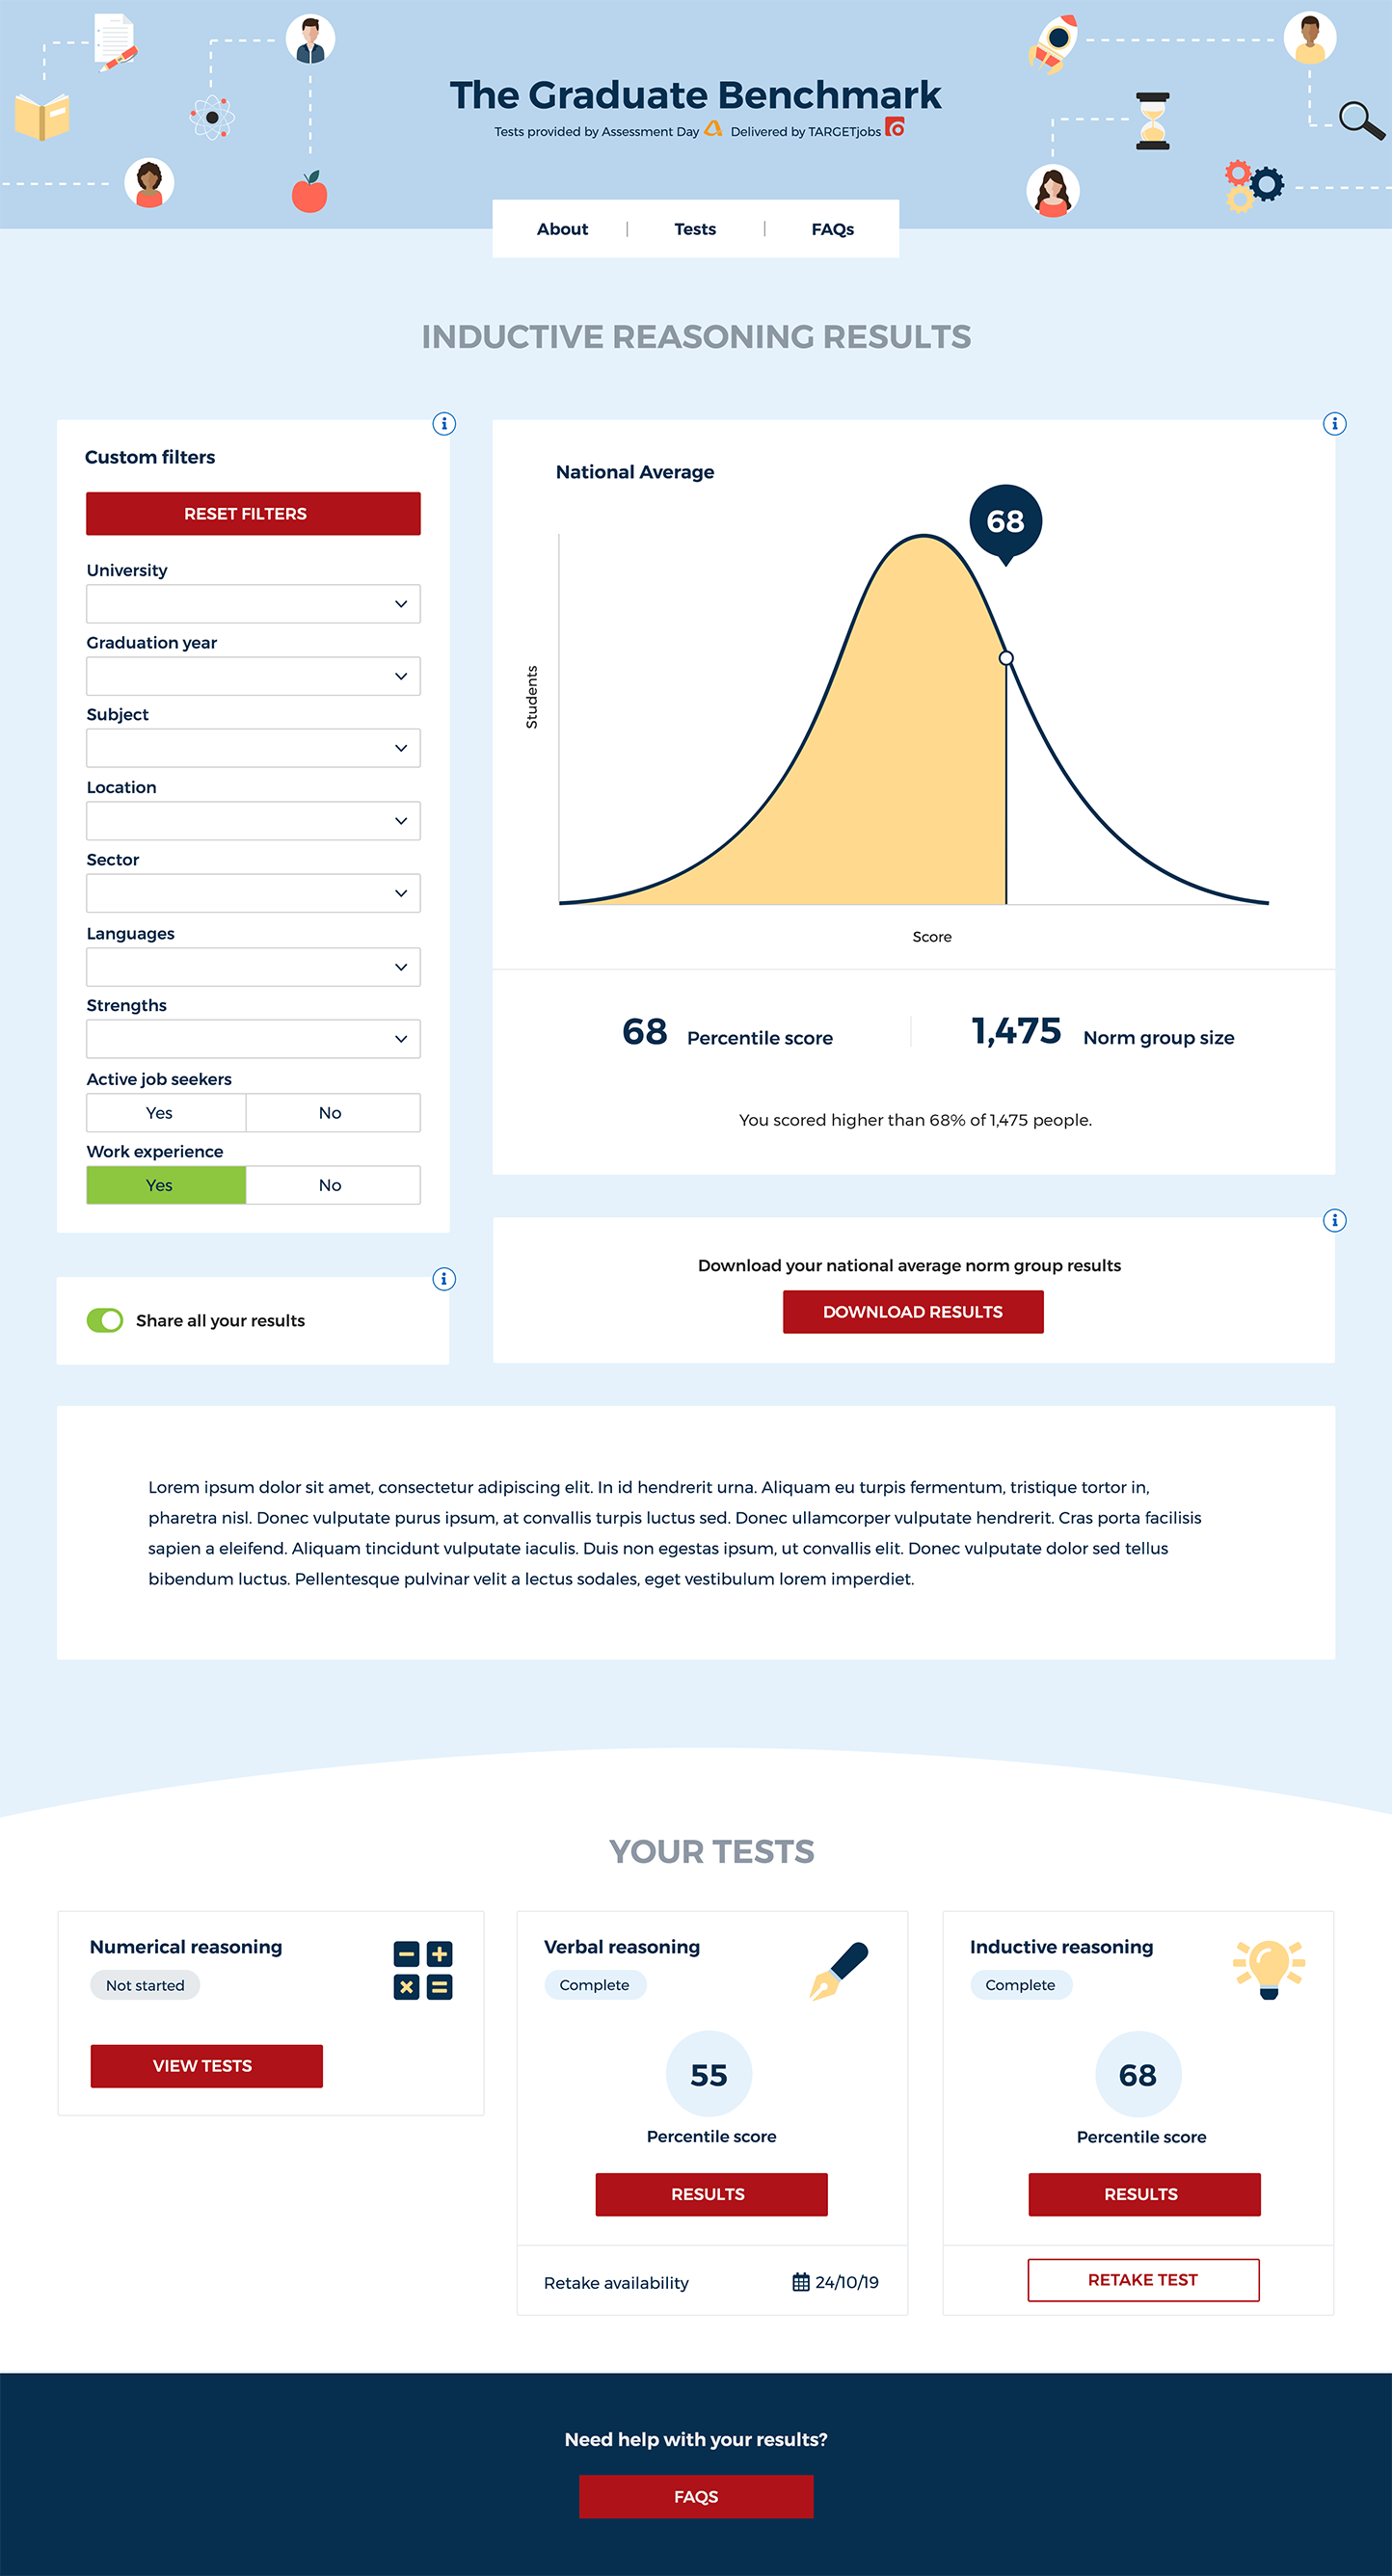 The Graduate Benchmark
Tests provided by Assessment Day Delivered by TARGETjobs
About | Tests | FAQs
INDUCTIVE REASONING RESULTS
Custom filters
RESET FILTERS
University
Graduation year
Subject
Location
Sector
Languages
Strengths
Active job seekers
Yes No
Work experience
Yes No
Share all your results
National Average
68
Students
Score
68 Percentile score
1,475 Norm group size
You scored higher than 68% of 1,475 people.
Download your national average norm group results
DOWNLOAD RESULTS
Lorem ipsum dolor sit amet, consectetur adipiscing elit. In id hendrerit urna. Aliquam eu turpis fermentum, tristique tortor in,
pharetra nisl. Donec vulputate purus ipsum, at convallis turpis luctus sed. Donec ullamcorper vulputate hendrerit. Cras porta facilisis
sapien a eleifend. Aliquam tincidunt vulputate iaculis. Duis non egestas ipsum, ut convallis elit. Donec vulputate dolor sed tellus
bibendum luctus. Pellentesque pulvinar velit a lectus sodales, eget vestibulum lorem imperdiet.
YOUR TESTS
Numerical reasoning
Not started
VIEW TESTS
Verbal reasoning
Complete
55
Percentile score
RESULTS
Retake availability 24/10/19
Inductive reasoning
Complete
68
Percentile score
RESULTS
RETAKE TEST
Need help with your results?
FAQS